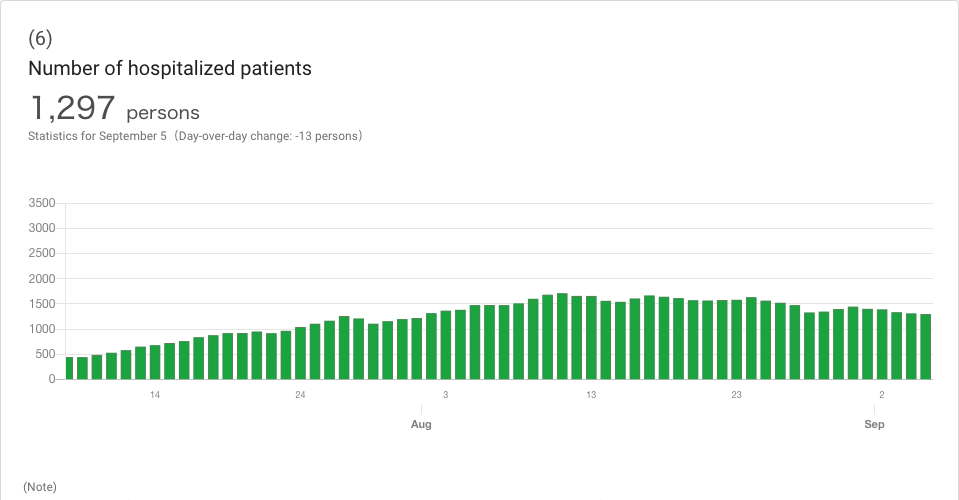 (6)
Number of hospitalized patients
1,297 persons
Statistics for September 5（Day-over-day change: -13 persons）
3500
3000
2500
2000
1500
1000
500
0
14 24 3 13 23 2
Aug Sep
(Note)